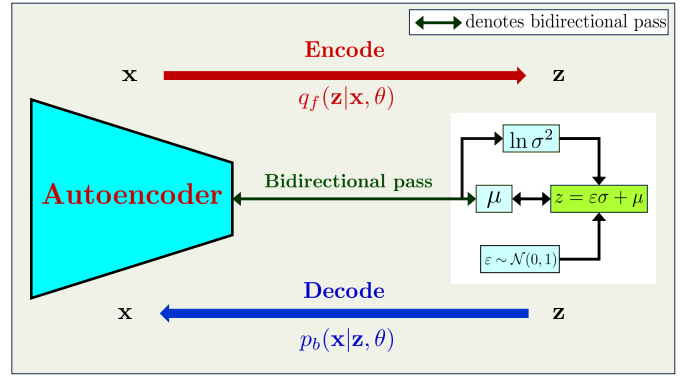 denotes bidirectional pass
Encode
x z
q_f(z|x, θ)
ln σ²
Bidirectional pass
Autoencoder
μ
z = εσ + μ
ε ∼ 𝒩(0, 1)
Decode
x z
p_b(x|z, θ)